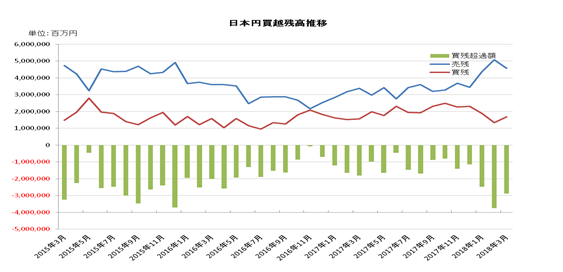 日本円買越残高推移
単位: 百万円
買残超過額
売残
買残
6,000,000
5,000,000
4,000,000
3,000,000
2,000,000
1,000,000
0
-1,000,000
-2,000,000
-3,000,000
-4,000,000
-5,000,000
2015年3月
2015年5月
2015年7月
2015年9月
2015年11月
2016年1月
2016年3月
2016年5月
2016年7月
2016年9月
2016年11月
2017年1月
2017年3月
2017年5月
2017年7月
2017年9月
2017年11月
2018年1月
2018年3月